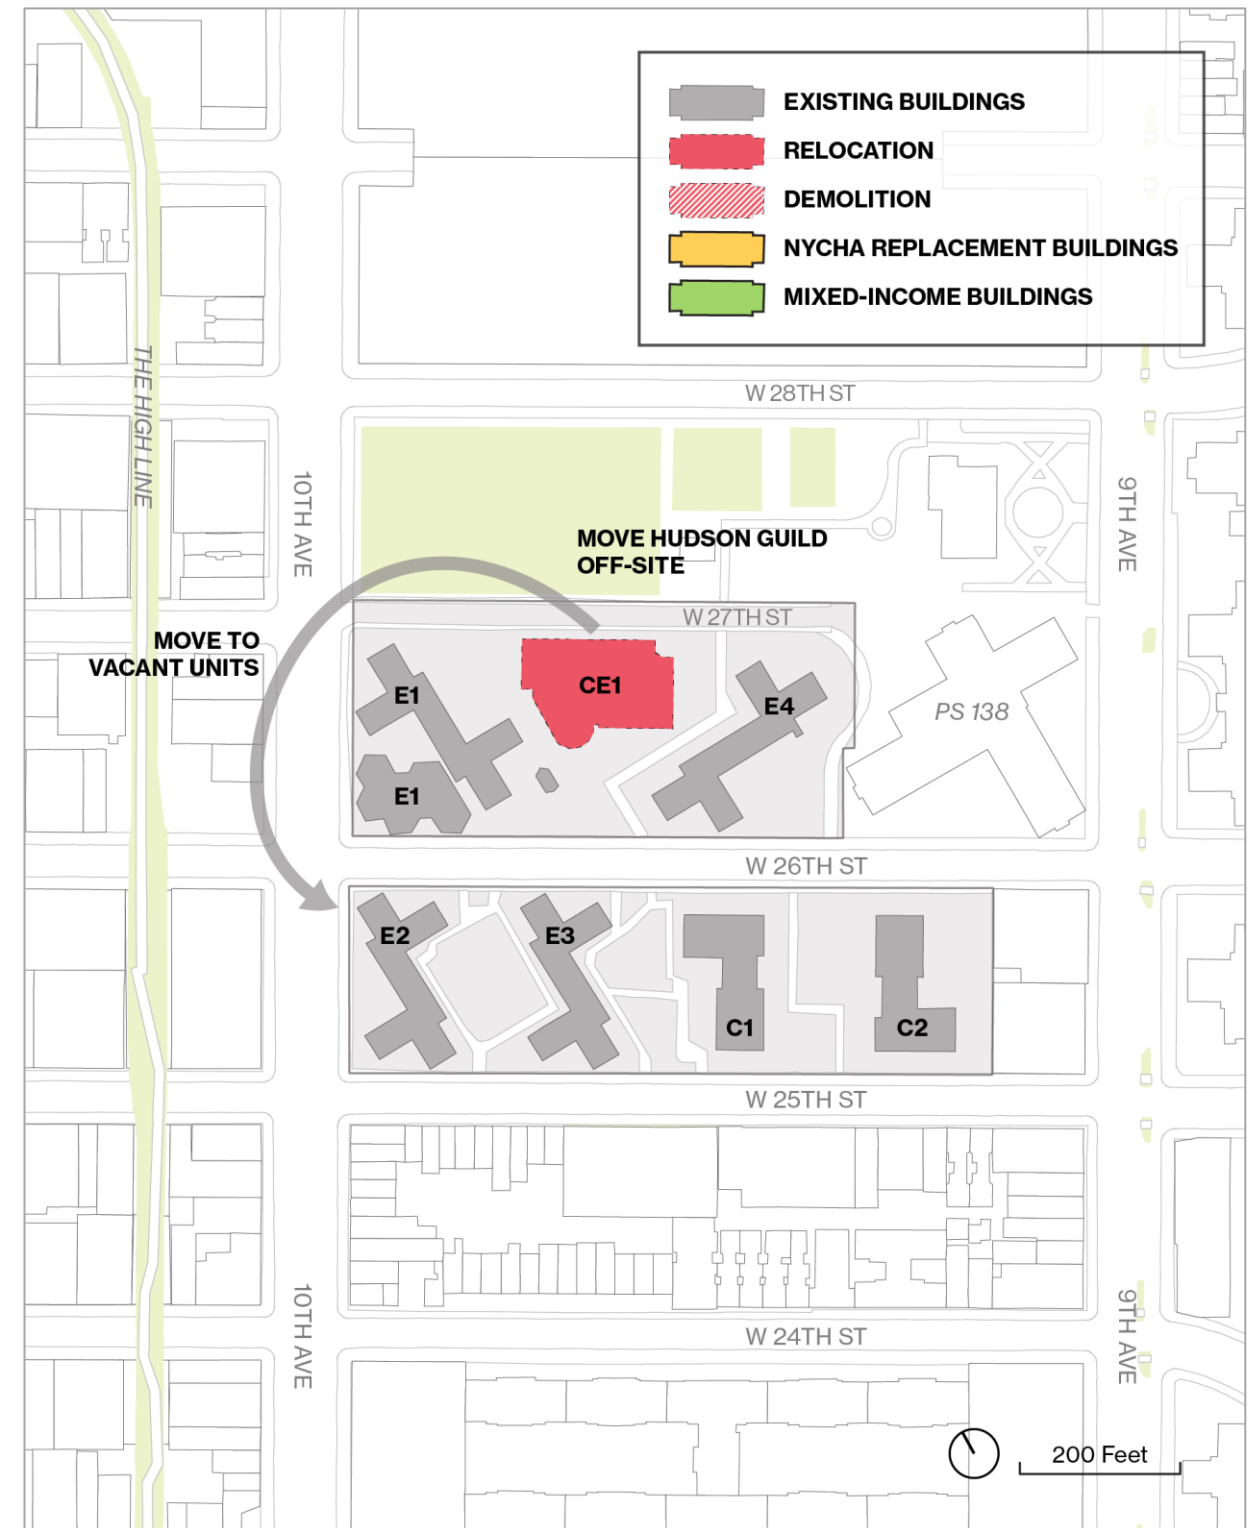 EXISTING BUILDINGS
RELOCATION
DEMOLITION
NYCHA REPLACEMENT BUILDINGS
MIXED-INCOME BUILDINGS
THE HIGH LINE
W 28TH ST
10TH AVE
9TH AVE
MOVE HUDSON GUILD
OFF-SITE
W 27TH ST
MOVE TO
VACANT UNITS
E1
CE1
E4
PS 138
E1
W 26TH ST
E2
E3
C1
C2
W 25TH ST
10TH AVE
9TH AVE
W 24TH ST
200 Feet